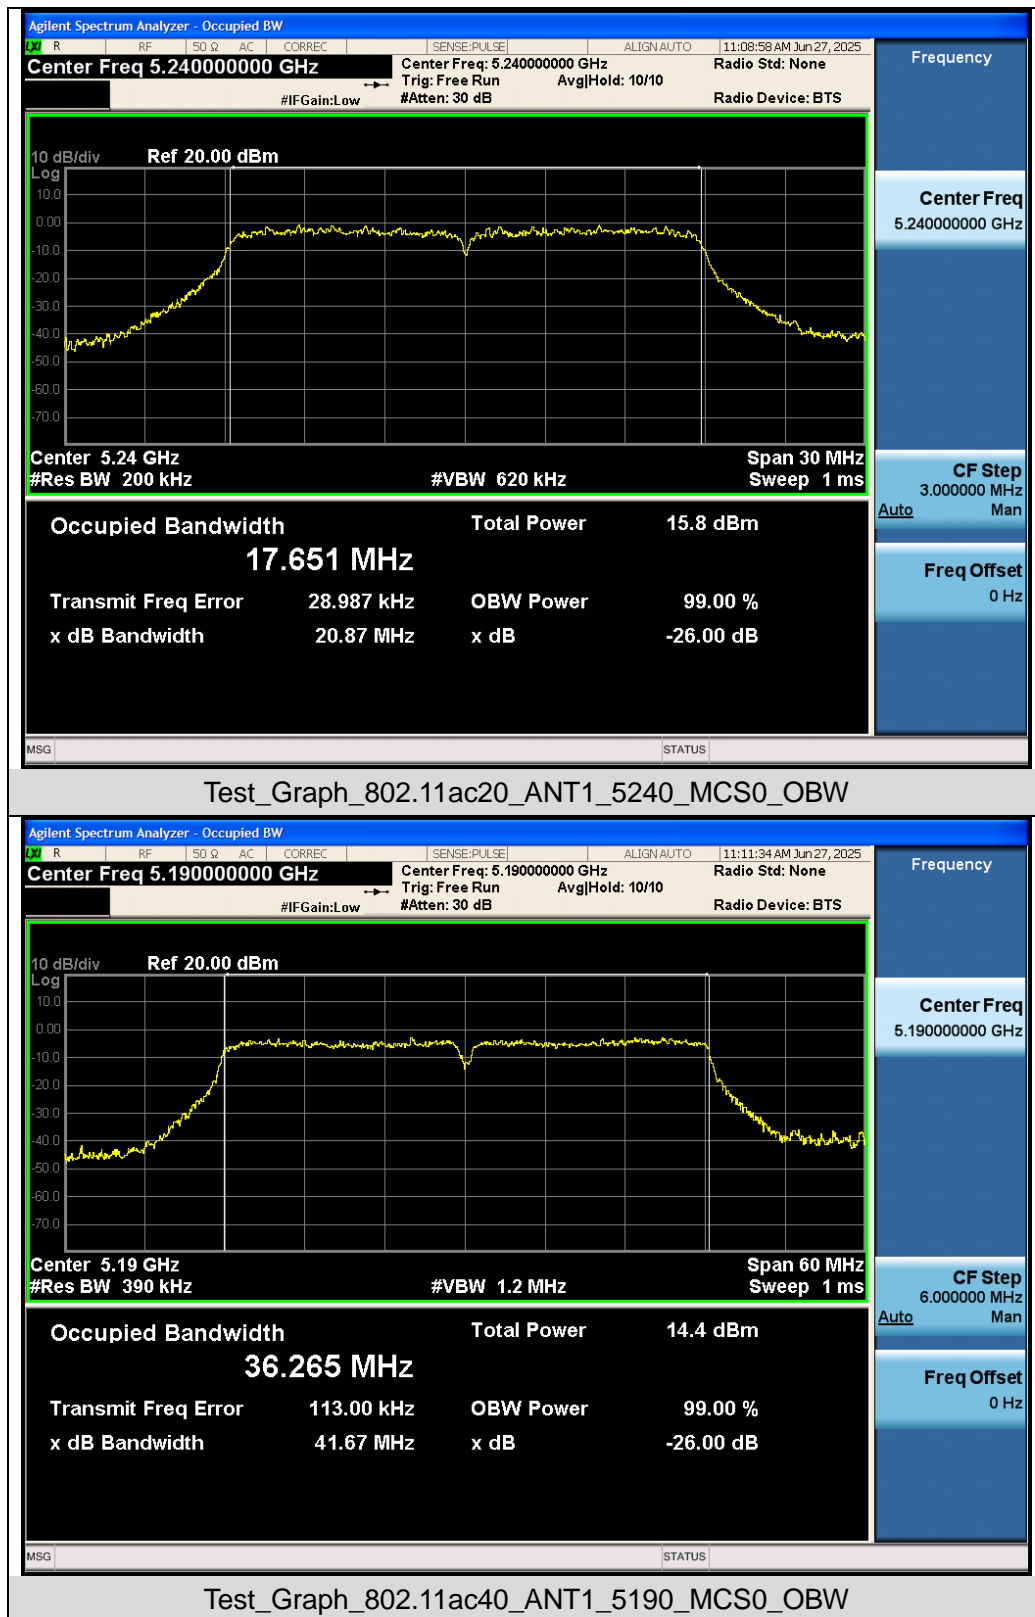 Agilent Spectrum Analyzer - Occupied BW
LXI R RF 50 Ω AC CORREC SENSE:PULSE ALIGN AUTO 11:08:58 AM Jun 27, 2025
Center Freq 5.240000000 GHz
Center Freq: 5.240000000 GHz Radio Std: None
Trig: Free Run Avg|Hold: 10/10
#IFGain:Low #Atten: 30 dB Radio Device: BTS
10 dB/div Ref 20.00 dBm
Log
10.0
0.00
-10.0
-20.0
-30.0
-40.0
-50.0
-60.0
-70.0
Center 5.24 GHz Span 30 MHz
#Res BW 200 kHz #VBW 620 kHz Sweep 1 ms
Occupied Bandwidth Total Power 15.8 dBm
17.651 MHz
Transmit Freq Error 28.987 kHz OBW Power 99.00 %
x dB Bandwidth 20.87 MHz x dB -26.00 dB
MSG STATUS
Frequency
Center Freq
5.240000000 GHz
CF Step
3.000000 MHz
Auto Man
Freq Offset
0 Hz
Test_Graph_802.11ac20_ANT1_5240_MCS0_OBW
Agilent Spectrum Analyzer - Occupied BW
LXI R RF 50 Ω AC CORREC SENSE:PULSE ALIGN AUTO 11:11:34 AM Jun 27, 2025
Center Freq 5.190000000 GHz
Center Freq: 5.190000000 GHz Radio Std: None
Trig: Free Run Avg|Hold: 10/10
#IFGain:Low #Atten: 30 dB Radio Device: BTS
10 dB/div Ref 20.00 dBm
Log
10.0
0.00
-10.0
-20.0
-30.0
-40.0
-50.0
-60.0
-70.0
Center 5.19 GHz Span 60 MHz
#Res BW 390 kHz #VBW 1.2 MHz Sweep 1 ms
Occupied Bandwidth Total Power 14.4 dBm
36.265 MHz
Transmit Freq Error 113.00 kHz OBW Power 99.00 %
x dB Bandwidth 41.67 MHz x dB -26.00 dB
MSG STATUS
Frequency
Center Freq
5.190000000 GHz
CF Step
6.000000 MHz
Auto Man
Freq Offset
0 Hz
Test_Graph_802.11ac40_ANT1_5190_MCS0_OBW